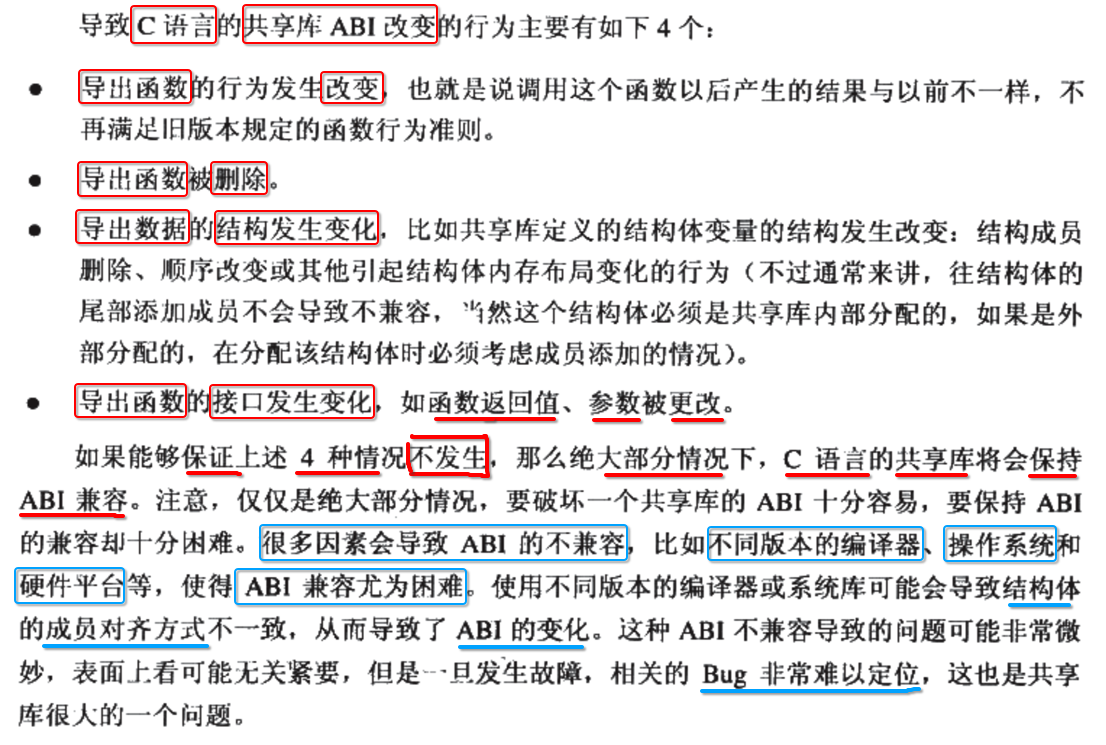 导致 C 语言的共享库 ABI 改变的行为主要有如下 4 个：
● 导出函数的行为发生改变，也就是说调用这个函数以后产生的结果与以前不一样，不
再满足旧版本规定的函数行为准则。
● 导出函数被删除。
● 导出数据的结构发生变化，比如共享库定义的结构体变量的结构发生改变：结构成员
删除、顺序改变或其他引起结构体内存布局变化的行为（不过通常来讲，往结构体的
尾部添加成员不会导致不兼容，当然这个结构体必须是共享库内部分配的，如果是外
部分配的，在分配该结构体时必须考虑成员添加的情况）。
● 导出函数的接口发生变化，如函数返回值、参数被更改。
如果能够保证上述 4 种情况不发生，那么绝大部分情况下，C 语言的共享库将会保持
ABI 兼容。注意，仅仅是绝大部分情况，要破坏一个共享库的 ABI 十分容易，要保持 ABI
的兼容却十分困难。很多因素会导致 ABI 的不兼容，比如不同版本的编译器、操作系统和
硬件平台等，使得 ABI 兼容尤为困难。使用不同版本的编译器或系统库可能会导致结构体
的成员对齐方式不一致，从而导致了 ABI 的变化。这种 ABI 不兼容导致的问题可能非常微
妙，表面上看可能无关紧要，但是一旦发生故障，相关的 Bug 非常难以定位，这也是共享
库很大的一个问题。